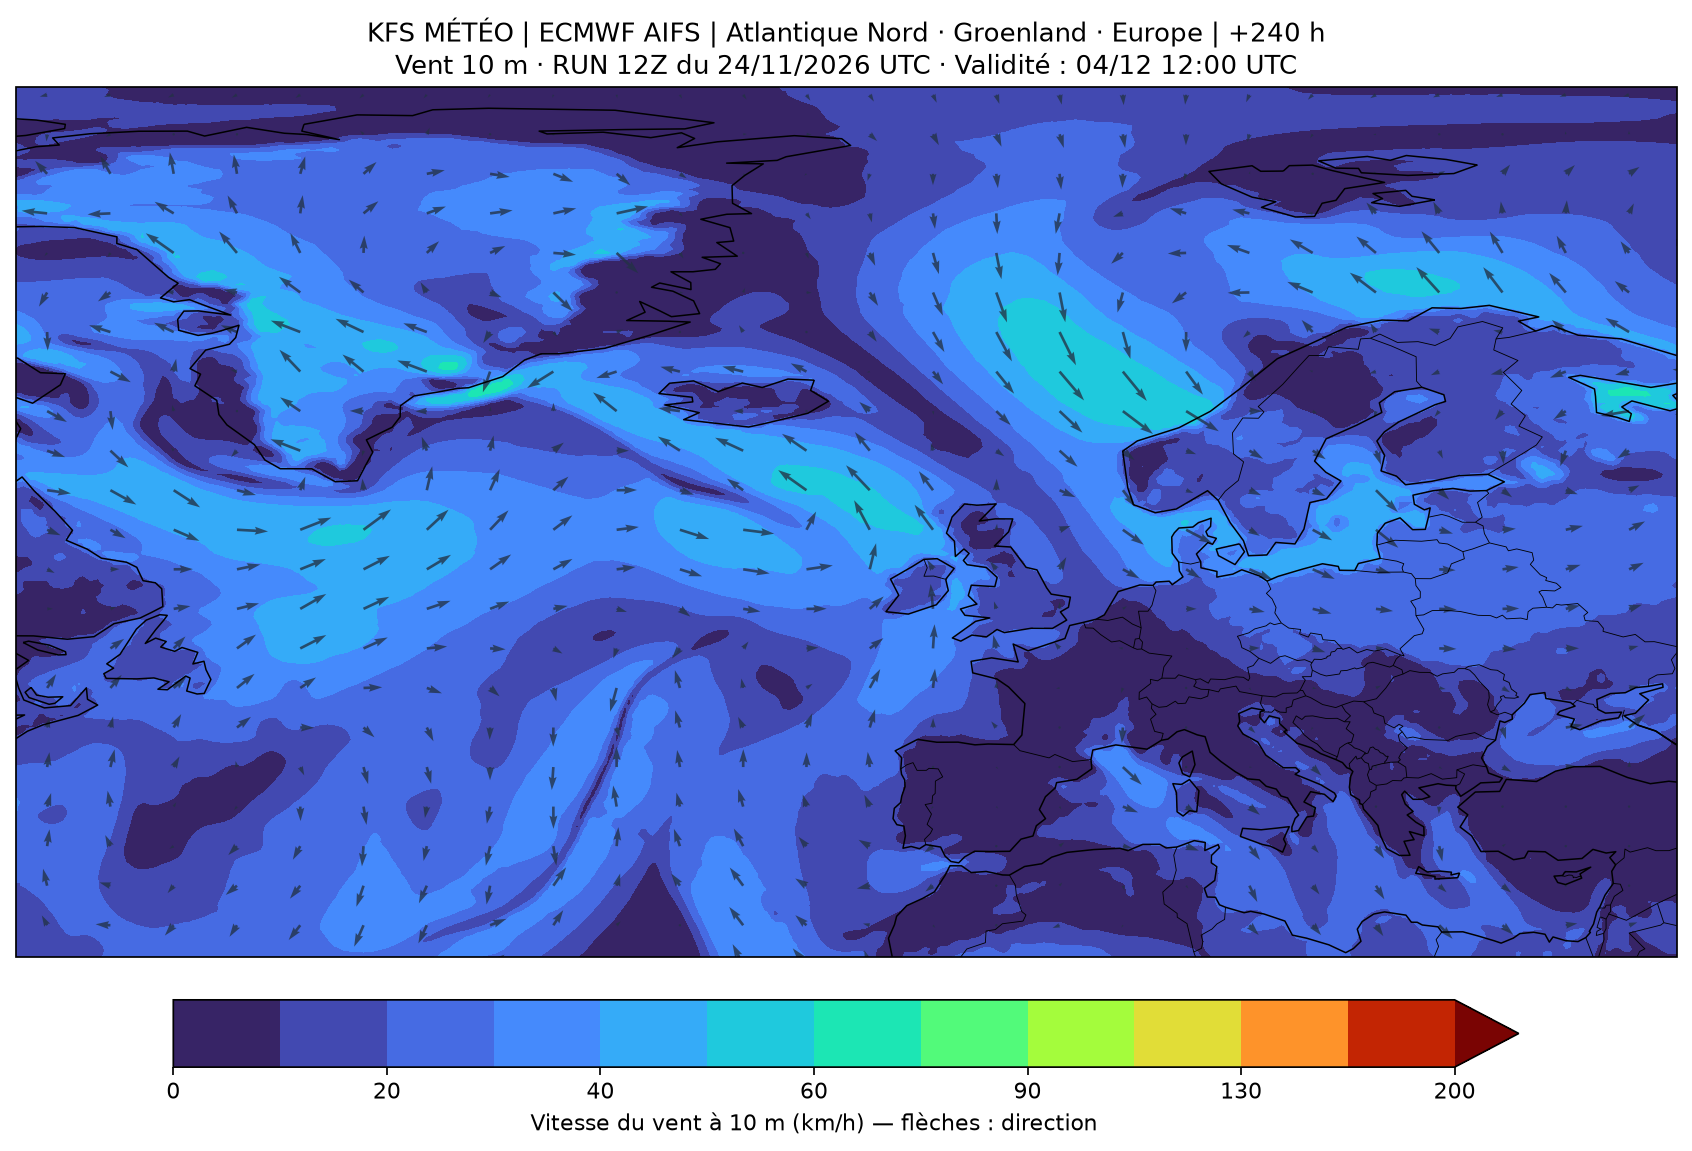 KFS MÉTÉO | ECMWF AIFS | Atlantique Nord · Groenland · Europe | +240 h
Vent 10 m · RUN 12Z du 24/11/2026 UTC · Validité : 04/12 12:00 UTC
0 20 40 60 90 130 200
Vitesse du vent à 10 m (km/h) — flèches : direction